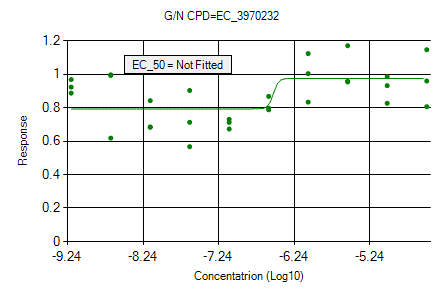 G/N CPD=EC_3970232
EC_50 = Not Fitted
1.2
1
0.8
0.6
0.4
0.2
0
Response
-9.24 -8.24 -7.24 -6.24 -5.24
Concentatrion (Log10)